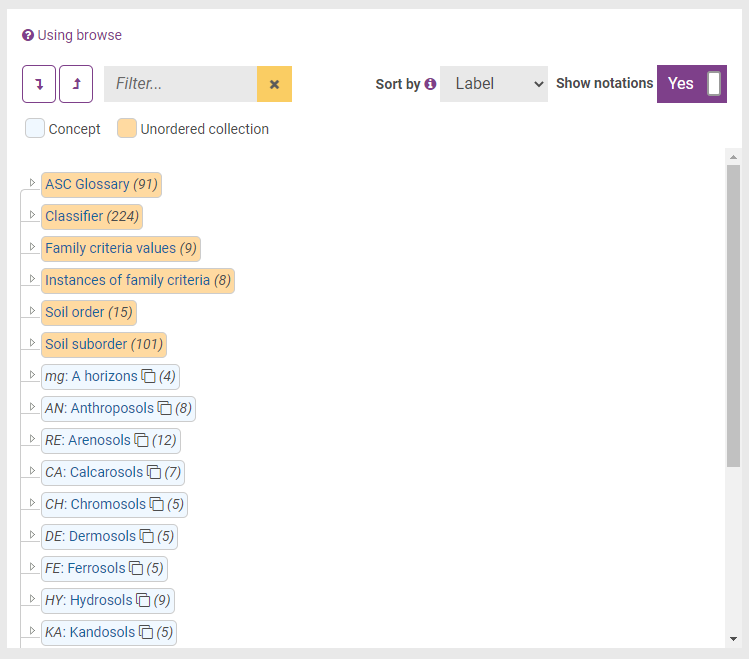 Using browse
Filter... Sort by Label Show notations Yes
Concept Unordered collection
ASC Glossary (91)
Classifier (224)
Family criteria values (9)
Instances of family criteria (8)
Soil order (15)
Soil suborder (101)
mg: A horizons (4)
AN: Anthroposols (8)
RE: Arenosols (12)
CA: Calcarosols (7)
CH: Chromosols (5)
DE: Dermosols (5)
FE: Ferrosols (5)
HY: Hydrosols (9)
KA: Kandosols (5)